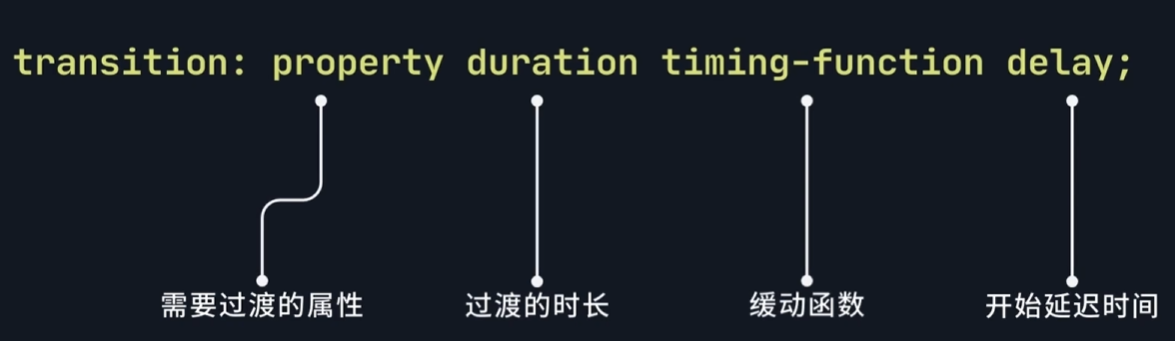 transition: property duration timing-function delay;
需要过渡的属性 过渡的时长 缓动函数 开始延迟时间